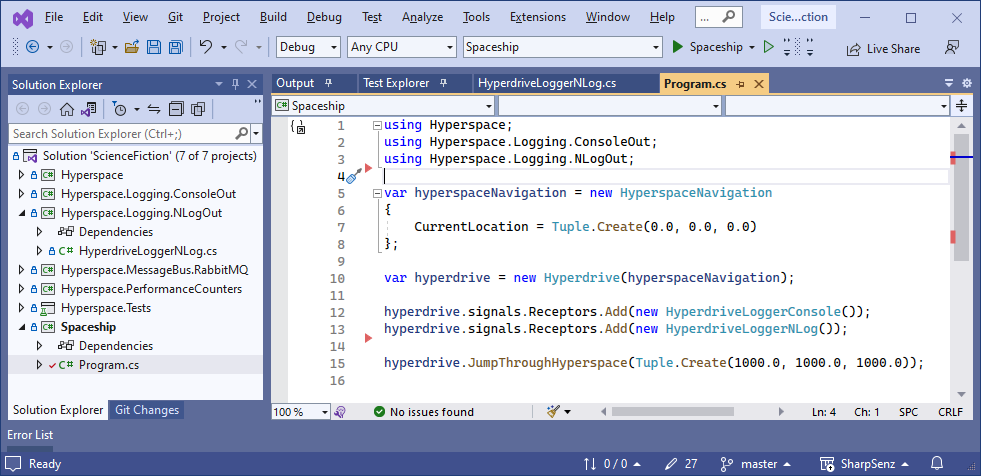 File Edit View Git Project Build Debug Test Analyze Tools Extensions Window Help ... Scie...ction
Debug Any CPU Spaceship Spaceship Live Share
Solution Explorer
Search Solution Explorer (Ctrl+;)
Solution 'ScienceFiction' (7 of 7 projects)
C# Hyperspace
C# Hyperspace.Logging.ConsoleOut
C# Hyperspace.Logging.NLogOut
Dependencies
C# HyperdriveLoggerNLog.cs
C# Hyperspace.MessageBus.RabbitMQ
C# Hyperspace.PerformanceCounters
Hyperspace.Tests
C# Spaceship
Dependencies
C# Program.cs
Solution Explorer Git Changes
Output Test Explorer HyperdriveLoggerNLog.cs Program.cs
C# Spaceship
1 using Hyperspace;
2 using Hyperspace.Logging.ConsoleOut;
3 using Hyperspace.Logging.NLogOut;
4
5 var hyperspaceNavigation = new HyperspaceNavigation
6 {
7 CurrentLocation = Tuple.Create(0.0, 0.0, 0.0)
8 };
9
10 var hyperdrive = new Hyperdrive(hyperspaceNavigation);
11
12 hyperdrive.signals.Receptors.Add(new HyperdriveLoggerConsole());
13 hyperdrive.signals.Receptors.Add(new HyperdriveLoggerNLog());
14
15 hyperdrive.JumpThroughHyperspace(Tuple.Create(1000.0, 1000.0, 1000.0));
16
100 % No issues found Ln: 4 Ch: 1 SPC CRLF
Error List
Ready 0 / 0 27 master SharpSenz